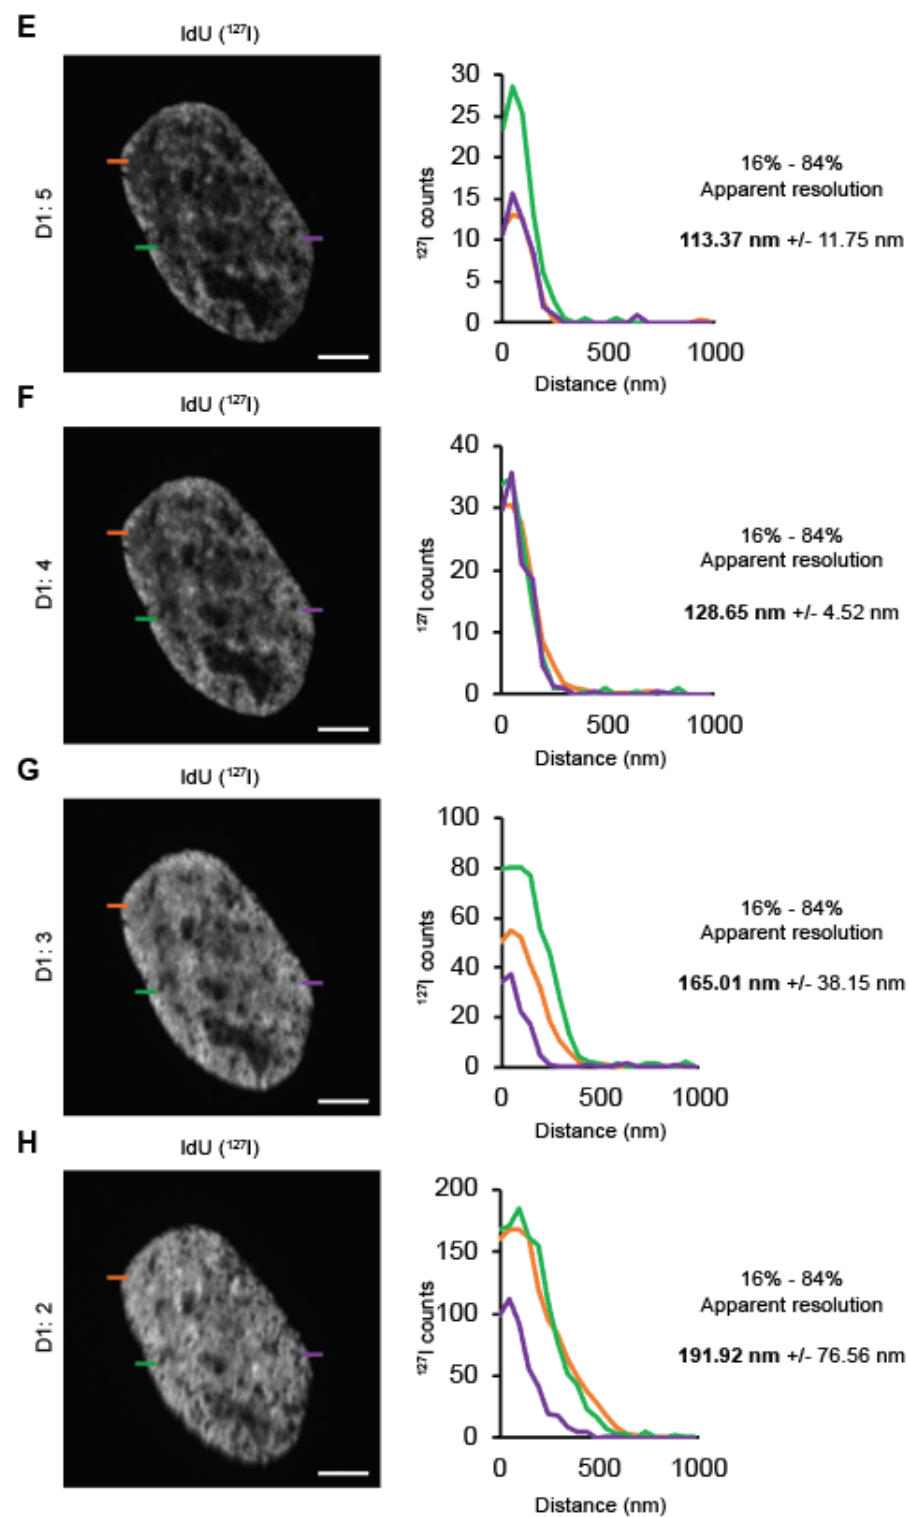 E
IdU (¹²⁷I)
D1: 5
¹²⁷I counts
30
25
20
15
10
5
0
0 500 1000
Distance (nm)
16% - 84%
Apparent resolution
113.37 nm +/- 11.75 nm
F
IdU (¹²⁷I)
D1: 4
¹²⁷I counts
40
30
20
10
0
0 500 1000
Distance (nm)
16% - 84%
Apparent resolution
128.65 nm +/- 4.52 nm
G
IdU (¹²⁷I)
D1: 3
¹²⁷I counts
100
80
60
40
20
0
0 500 1000
Distance (nm)
16% - 84%
Apparent resolution
165.01 nm +/- 38.15 nm
H
IdU (¹²⁷I)
D1: 2
¹²⁷I counts
200
150
100
50
0
0 500 1000
Distance (nm)
16% - 84%
Apparent resolution
191.92 nm +/- 76.56 nm